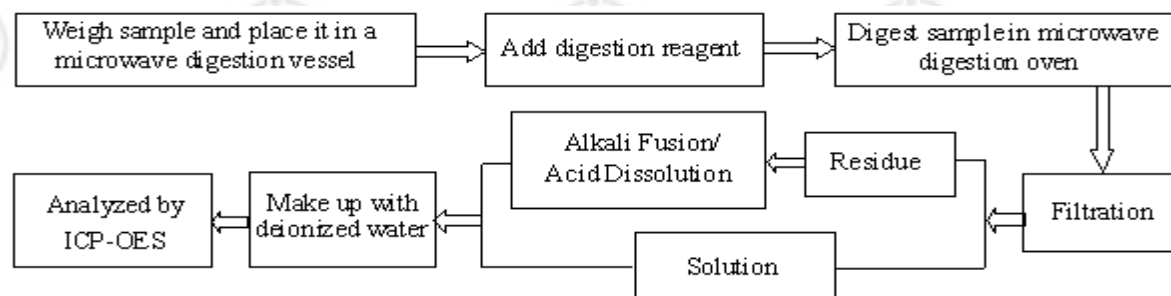 Weigh sample and place it in a
microwave digestion vessel
Add digestion reagent
Digest sample in microwave
digestion oven
Filtration
Residue
Alkali Fusion/
Acid Dissolution
Solution
Make up with
deionized water
Analyzed by
ICP-OES